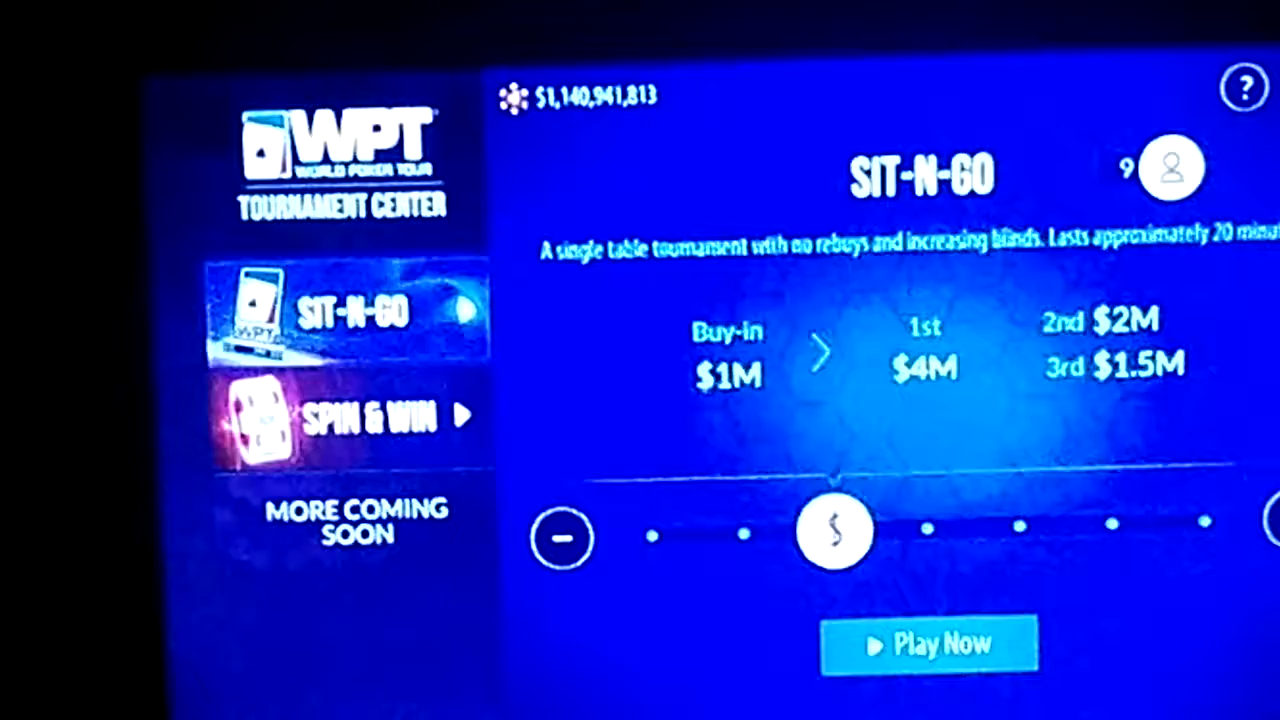 $1,140,941,813
?
WPT
WORLD POKER TOUR
TOURNAMENT CENTER
SIT-N-GO
9
A single table tournament with no rebuys and increasing blinds. Lasts approximately 20
WPT
SIT-N-GO
SPIN & WIN
MORE COMING
SOON
Buy-in
$1M
1st
$4M
2nd $2M
3rd $1.5M
$
Play Now